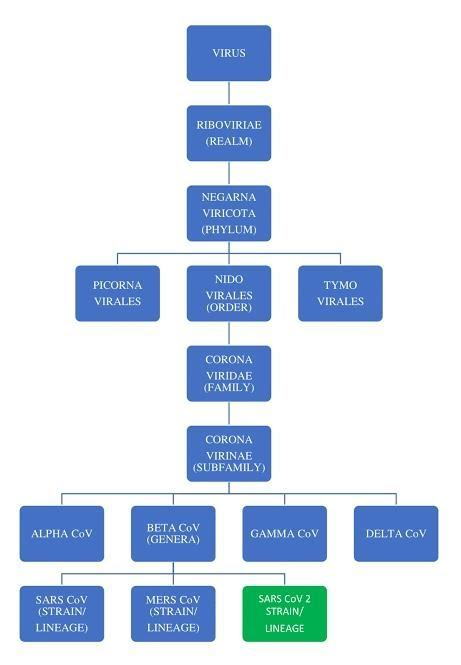 VIRUS
RIBOVIRIAE
(REALM)
NEGARNA
VIRICOTA
(PHYLUM)
PICORNA
VIRALES
NIDO
VIRALES
(ORDER)
TYMO
VIRALES
CORONA
VIRIDAE
(FAMILY)
CORONA
VIRINAE
(SUBFAMILY)
ALPHA CoV
BETA CoV
(GENERA)
GAMMA CoV
DELTA CoV
SARS CoV
(STRAIN/
LINEAGE)
MERS CoV
(STRAIN/
LINEAGE)
SARS CoV 2
STRAIN/
LINEAGE